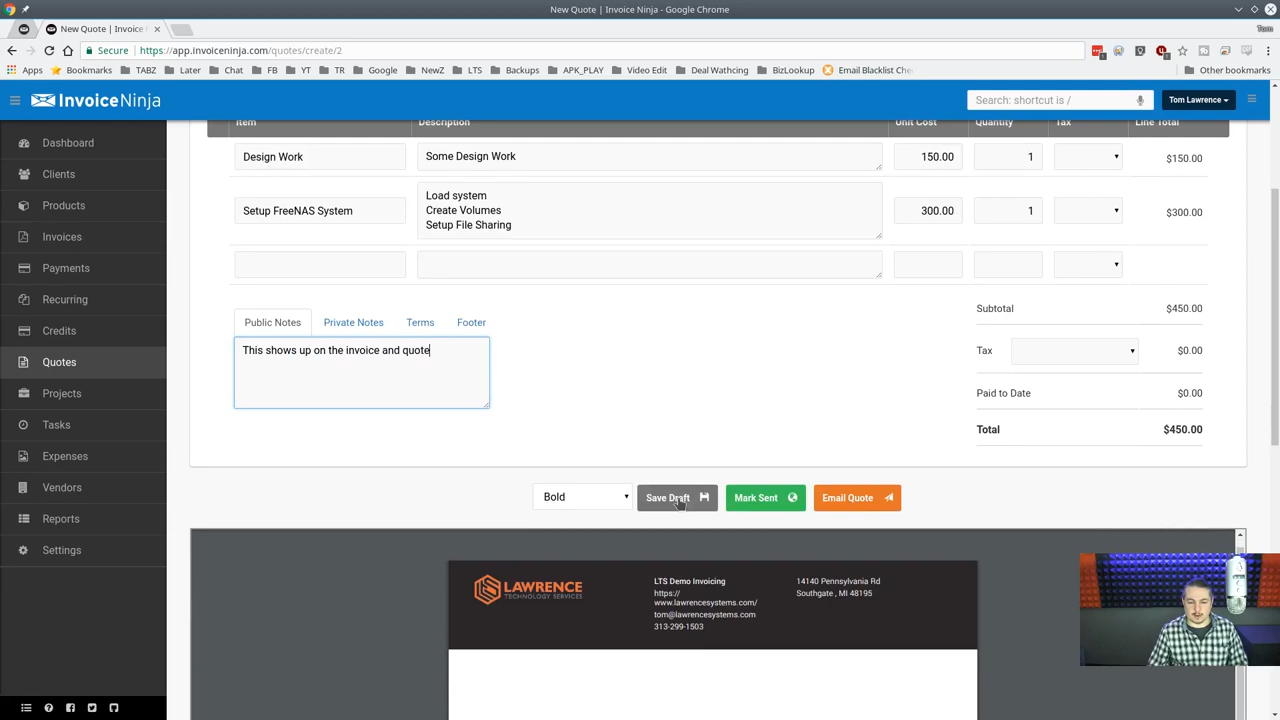 New Quote | Invoice Ninja - Google Chrome
New Quote | Invoice
Tom
Secure https://app.invoiceninja.com/quotes/create/2
Apps Bookmarks TABZ Later Chat FB YT TR Google NewZ LTS Backups APK_PLAY Video Edit Deal Wathcing BizLookup Email Blacklist Che Other bookmarks
InvoiceNinja
Search: shortcut is /
Tom Lawrence
Dashboard
Clients
Products
Invoices
Payments
Recurring
Credits
Quotes
Projects
Tasks
Expenses
Vendors
Reports
Settings
Item Description Unit Cost Quantity Tax Line Total
Design Work Some Design Work 150.00 1 $150.00
Setup FreeNAS System
Load system
Create Volumes
Setup File Sharing
300.00 1 $300.00
Public Notes Private Notes Terms Footer
This shows up on the invoice and quote
Subtotal $450.00
Tax $0.00
Paid to Date $0.00
Total $450.00
Bold Save Draft Mark Sent Email Quote
LAWRENCE
TECHNOLOGY SERVICES
LTS Demo Invoicing
https://
www.lawrencesystems.com/
tom@lawrencesystems.com
313-299-1503
14140 Pennsylvania Rd
Southgate , MI 48195